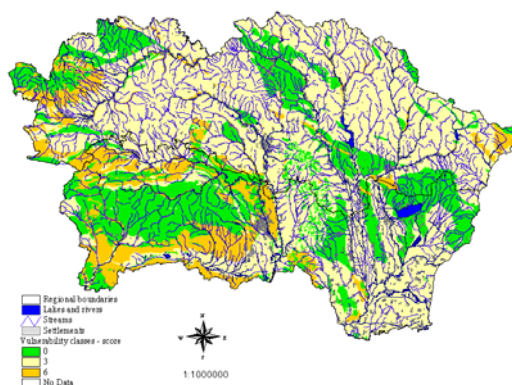 Regional boundaries
Lakes and rivers
Streams
Settlements
Vulnerability classes - score
0
3
6
No Data
N
W
E
1:1000000